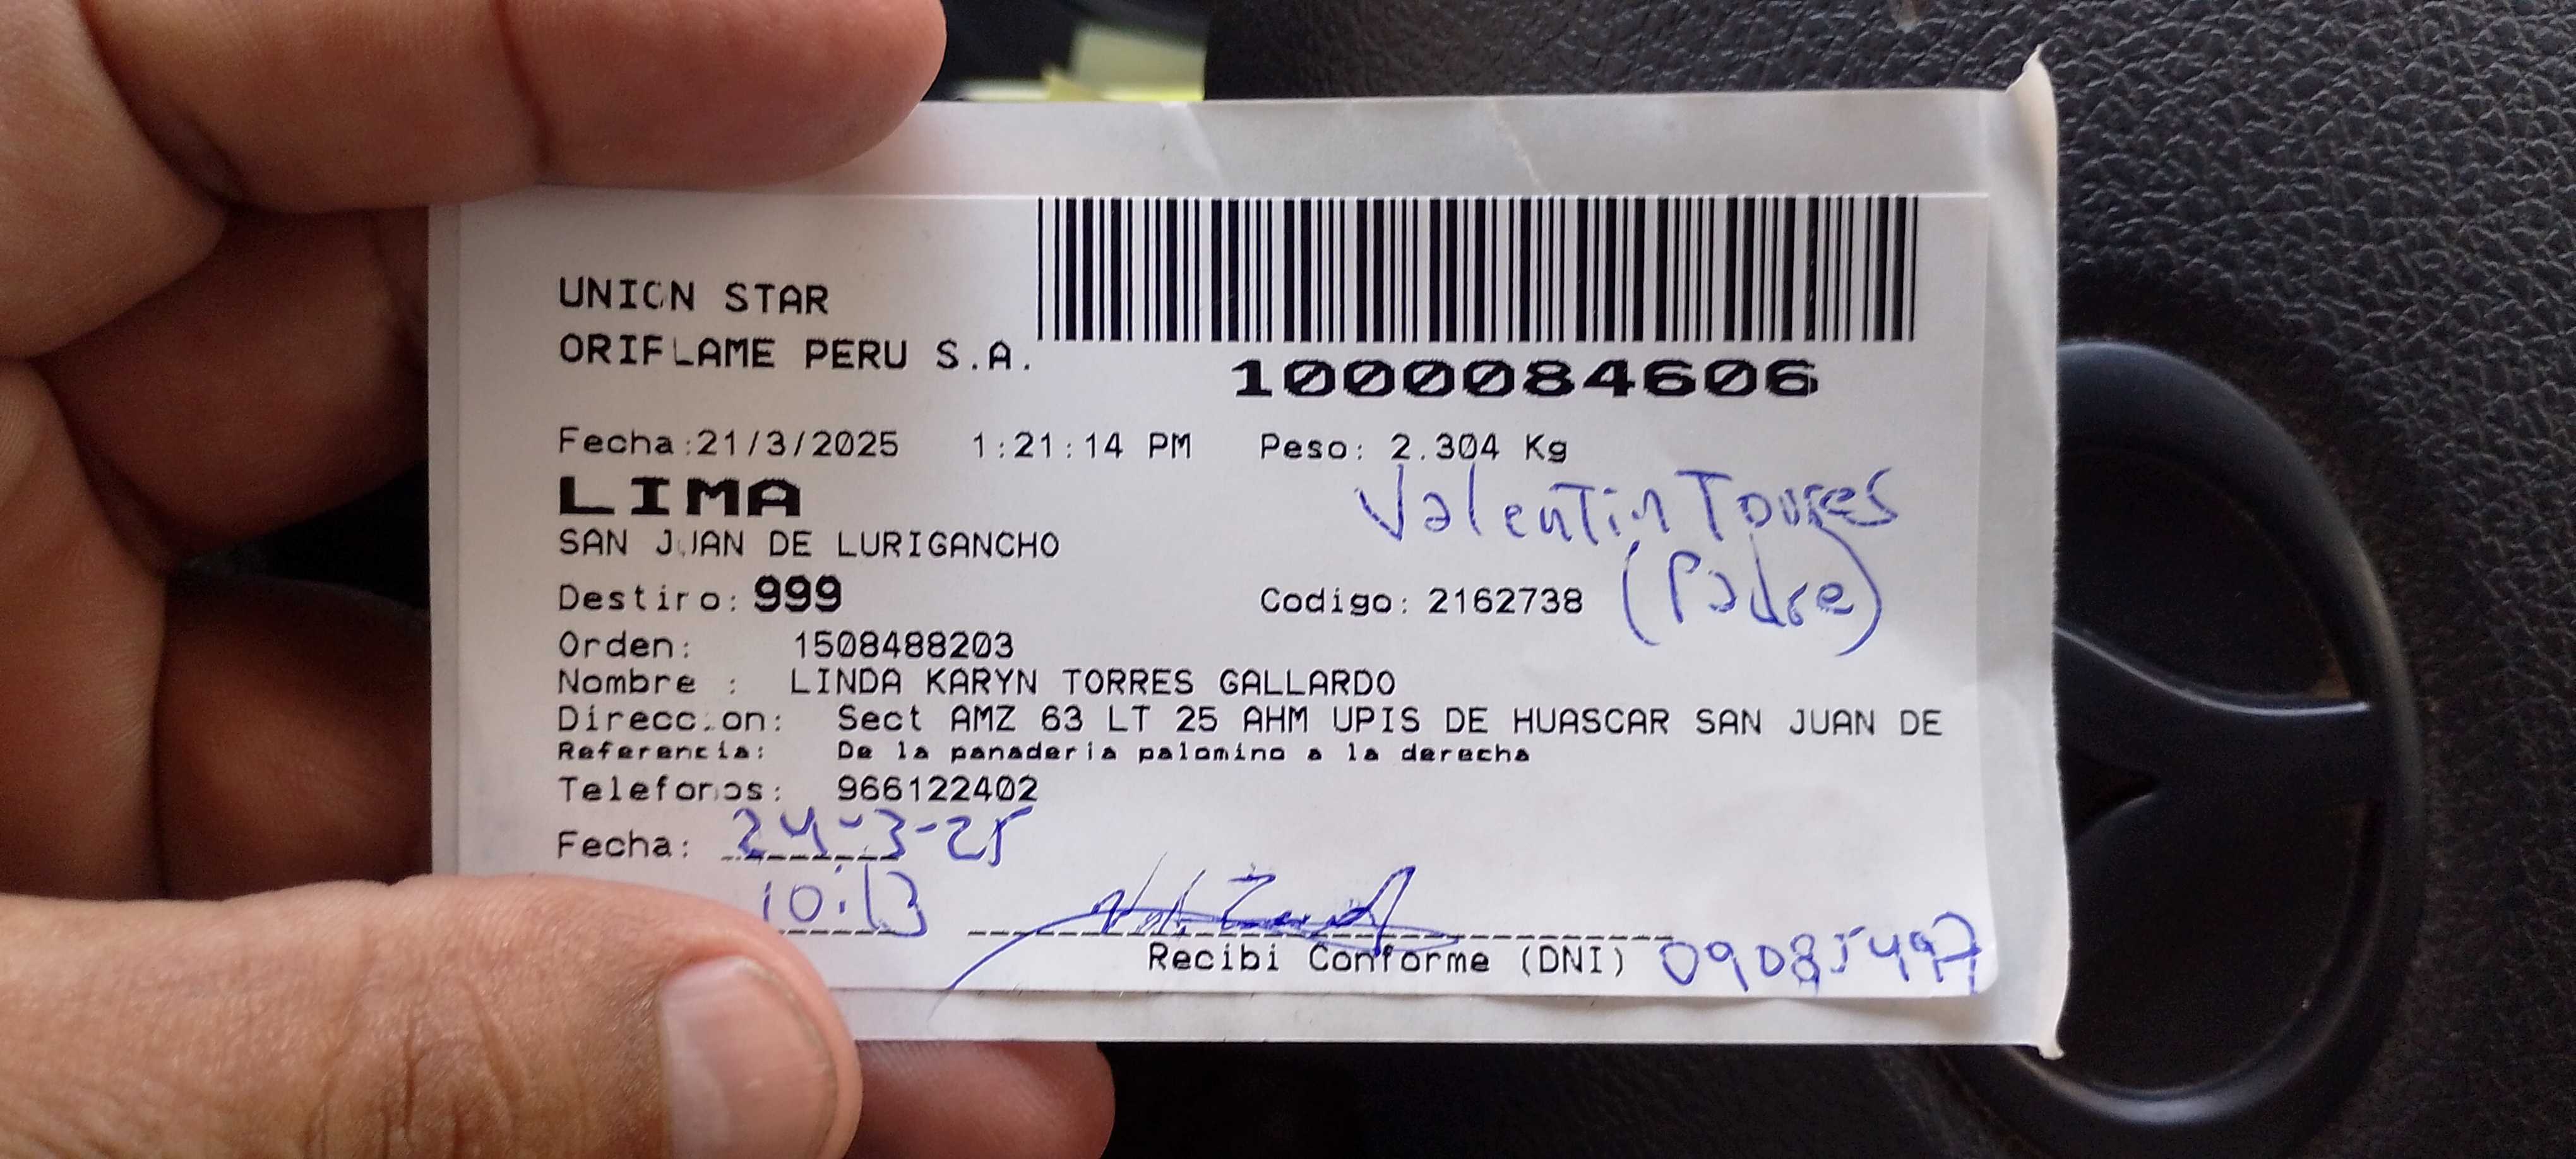 UNION STAR
ORIFLAME PERU S.A.
1000084606
Fecha:21/3/2025 1:21:14 PM Peso: 2.304 Kg
LIMA
Valentin Torres
SAN JUAN DE LURIGANCHO
(Padre)
Destino: 999 Codigo: 2162738
Orden: 1508488203
Nombre : LINDA KARYN TORRES GALLARDO
Direccion: Sect AMZ 63 LT 25 AHM UPIS DE HUASCAR SAN JUAN DE
Referencia: De la panaderia palomino a la derecha
Telefonos: 966122402
Fecha: 24-3-25
10:13
Recibi Conforme (DNI) 09085497